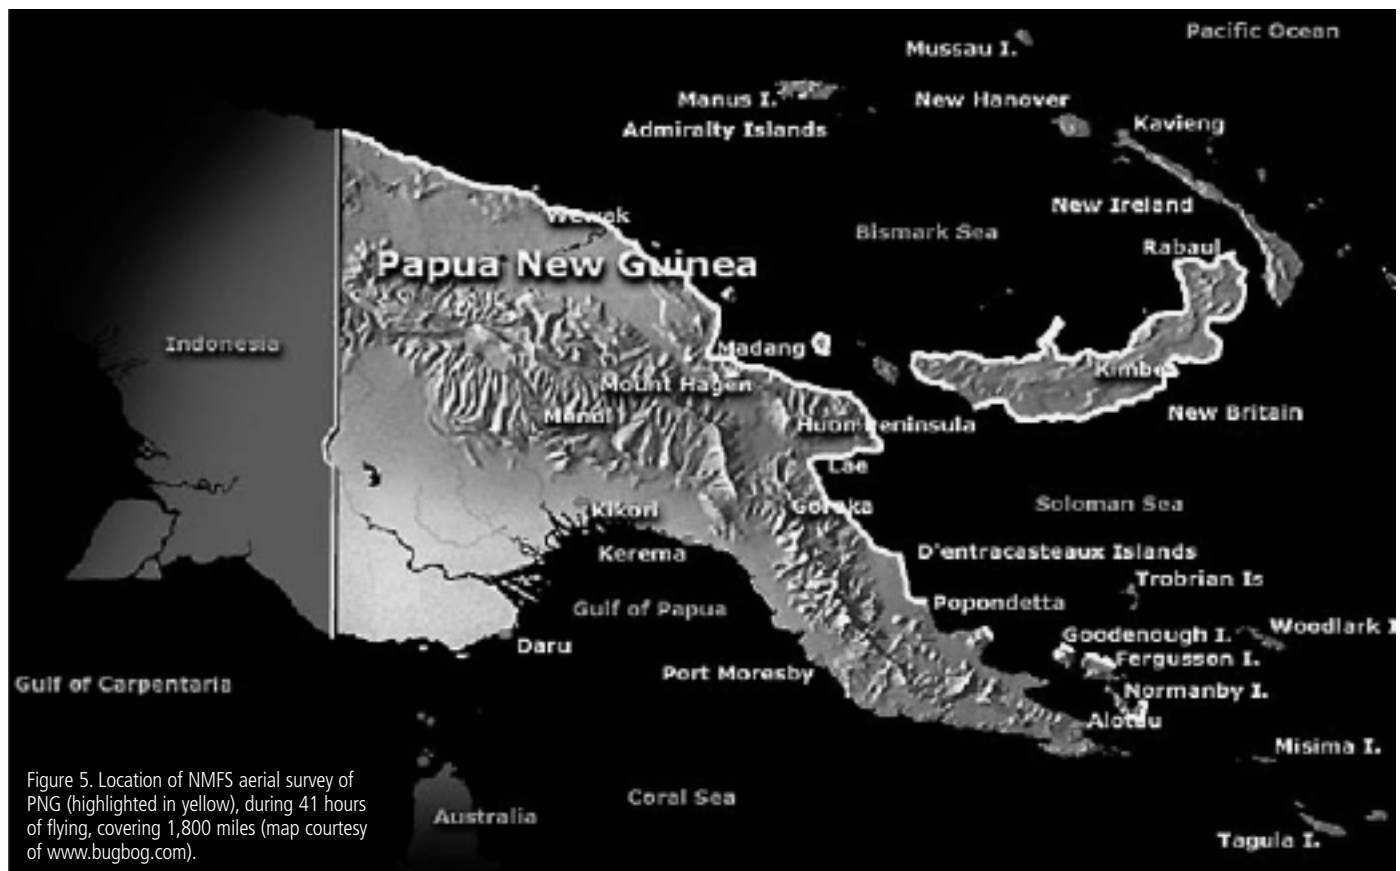 Pacific Ocean
Mussau I.
Manus I.
New Hanover
Admiralty Islands
Kavieng
New Ireland
Wewak
Bismark Sea
Rabaul
Papua New Guinea
Indonesia
Madang
Kimbe
Mount Hagen
Mandi
New Britain
Huon Peninsula
Lae
Goroka
Soloman Sea
Kikori
Kerema
D'entracasteaux Islands
Trobrian Is
Gulf of Papua
Popondetta
Woodlark I
Goodenough I.
Daru
Fergusson I.
Port Moresby
Gulf of Carpentaria
Normanby I.
Alotau
Misima I.
Coral Sea
Australia
Tagula I.
Figure 5. Location of NMFS aerial survey of
PNG (highlighted in yellow), during 41 hours
of flying, covering 1,800 miles (map courtesy
of www.bugbog.com).